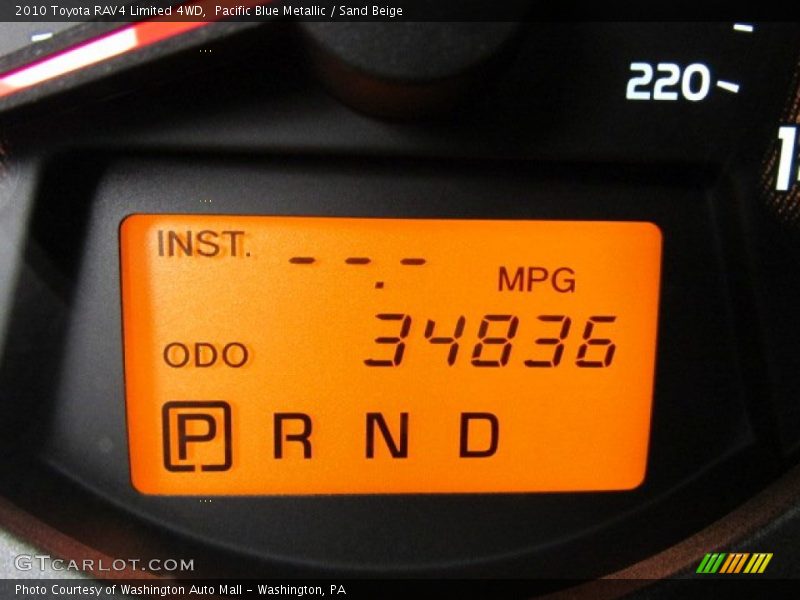 2010 Toyota RAV4 Limited 4WD,  Pacific Blue Metallic / Sand Beige
220
INST. --.- MPG
ODO 34836
P R N D
GTCARLOT.COM
Photo Courtesy of Washington Auto Mall - Washington, PA